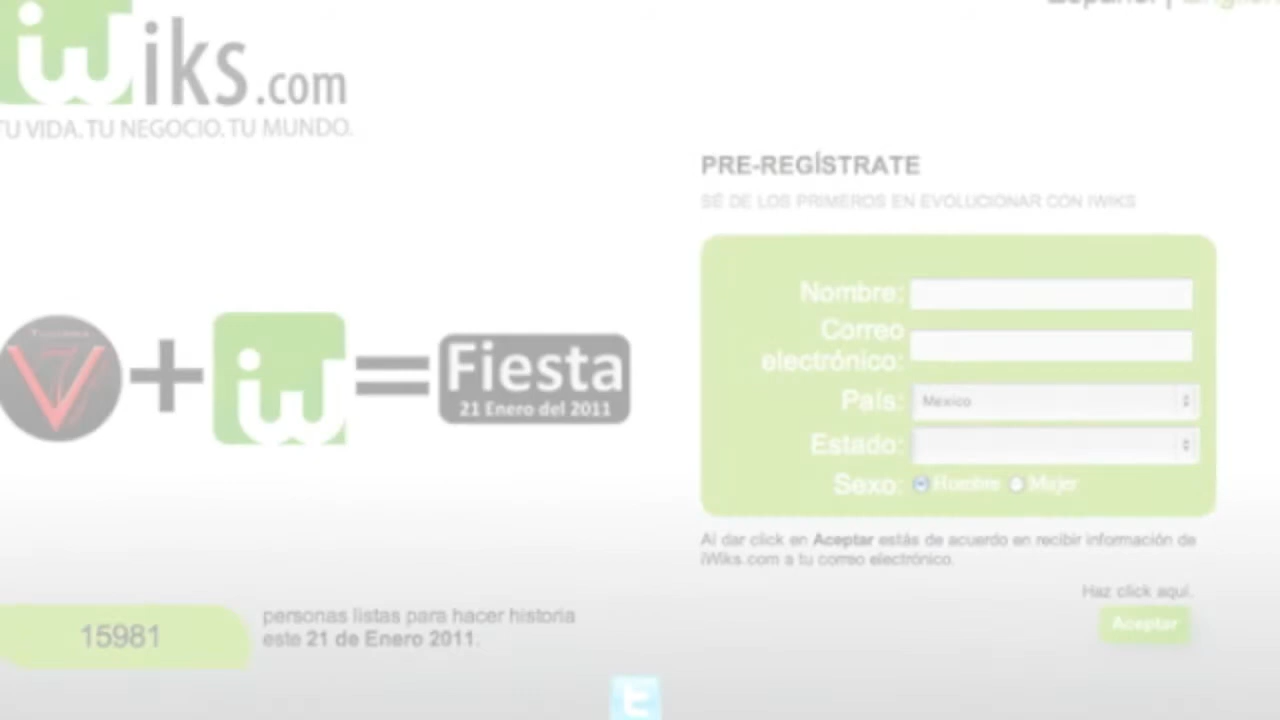 Español | English
iWiks.com
TU VIDA. TU NEGOCIO. TU MUNDO.
PRE-REGÍSTRATE
SÉ DE LOS PRIMEROS EN EVOLUCIONAR CON IWIKS
Nombre:
Correo
electrónico:
País:
Mexico
Estado:
Sexo:
Hombre
Mujer
V + iW = Fiesta
21 Enero del 2011
Al dar click en Aceptar estás de acuerdo en recibir información de
iWiks.com a tu correo electrónico.
Haz click aquí.
Aceptar
15981
personas listas para hacer historia
este 21 de Enero 2011.
t